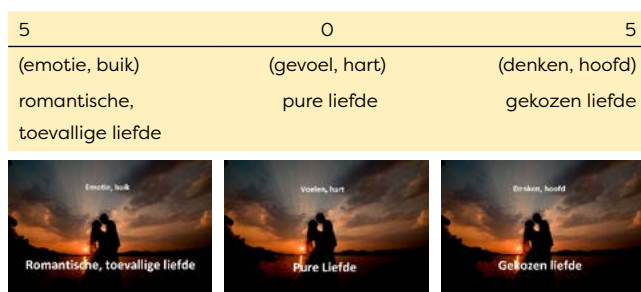 5 0 5
(emotie, buik) (gevoel, hart) (denken, hoofd)
romantische, pure liefde gekozen liefde
toevallige liefde
Emotie, buik
Romantische, toevallige liefde
Voelen, hart
Pure Liefde
Denken, hoofd
Gekozen liefde